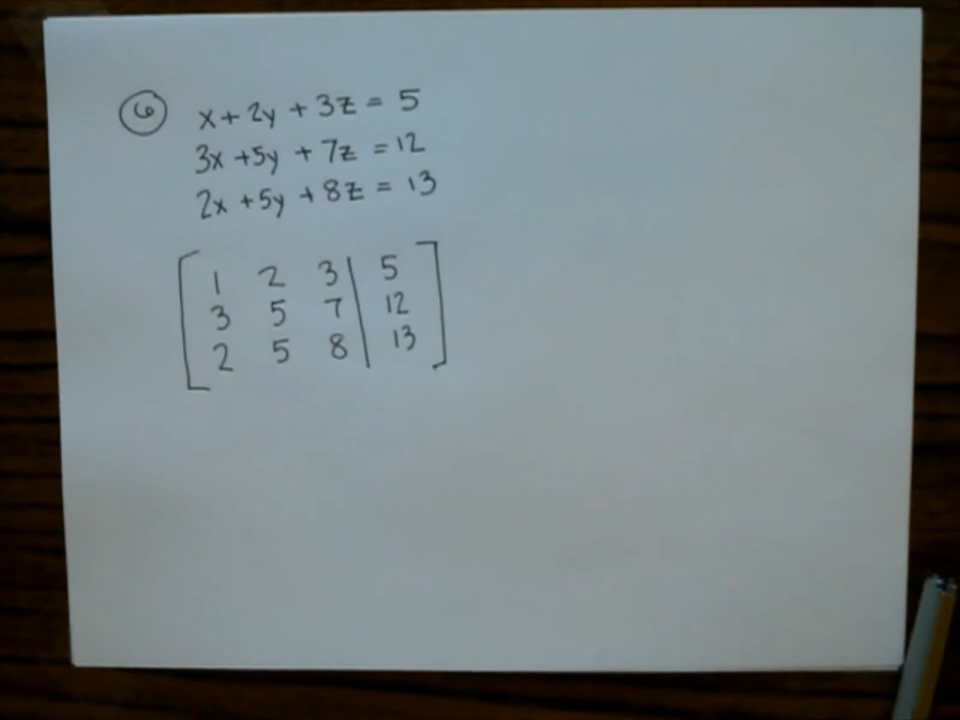 6 x + 2y + 3z = 5
3x + 5y + 7z = 12
2x + 5y + 8z = 13
1 2 3 | 5
3 5 7 | 12
2 5 8 | 13